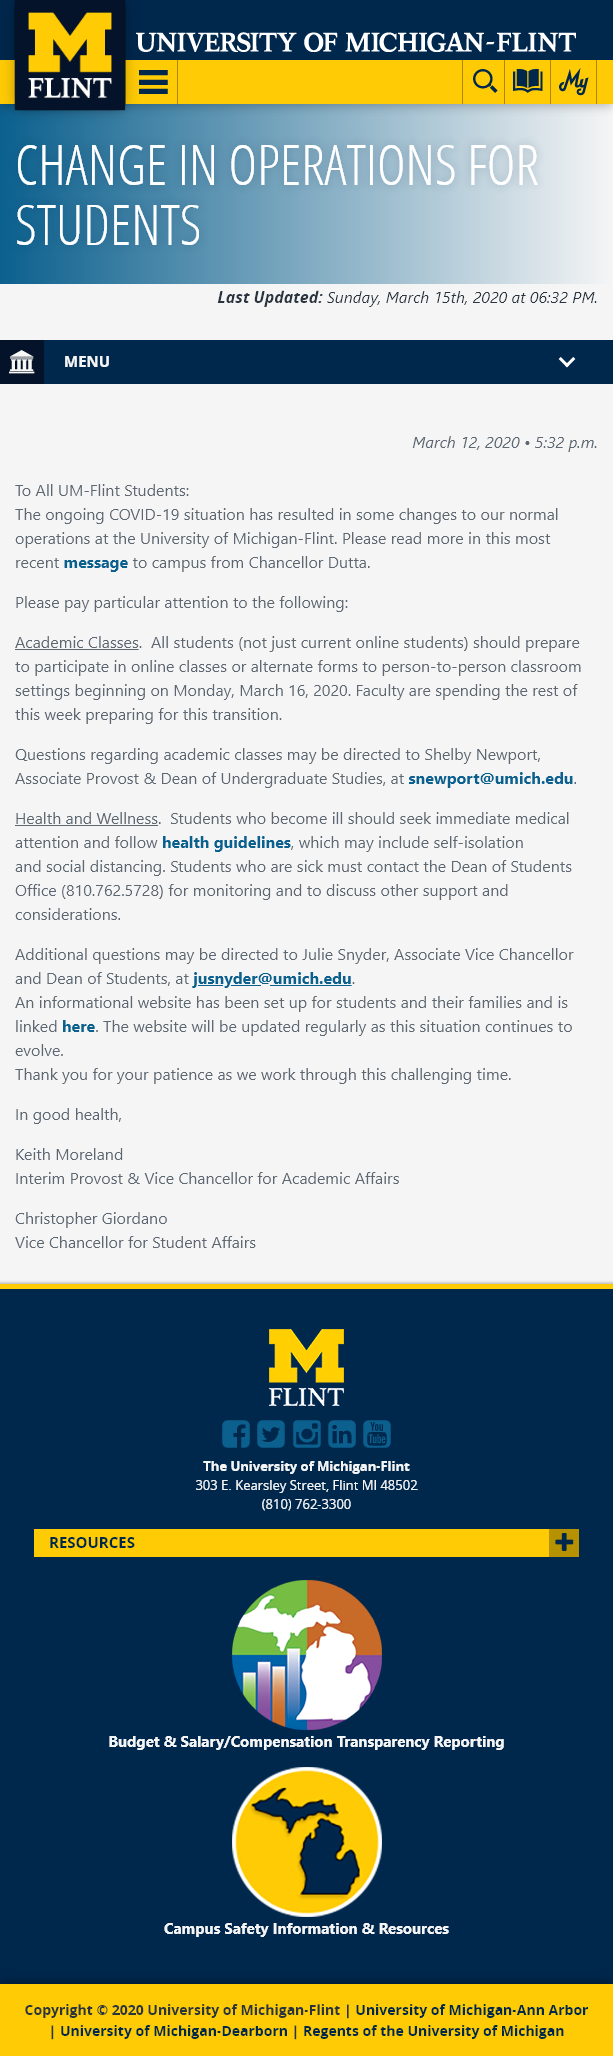 M
FLINT
UNIVERSITY OF MICHIGAN-FLINT
My
CHANGE IN OPERATIONS FOR
STUDENTS
Last Updated: Sunday, March 15th, 2020 at 06:32 PM.
MENU
March 12, 2020 • 5:32 p.m.
To All UM-Flint Students:
The ongoing COVID-19 situation has resulted in some changes to our normal
operations at the University of Michigan-Flint. Please read more in this most
recent message to campus from Chancellor Dutta.
Please pay particular attention to the following:
Academic Classes.  All students (not just current online students) should prepare
to participate in online classes or alternate forms to person-to-person classroom
settings beginning on Monday, March 16, 2020. Faculty are spending the rest of
this week preparing for this transition.
Questions regarding academic classes may be directed to Shelby Newport,
Associate Provost & Dean of Undergraduate Studies, at snewport@umich.edu.
Health and Wellness.  Students who become ill should seek immediate medical
attention and follow health guidelines, which may include self-isolation
and social distancing. Students who are sick must contact the Dean of Students
Office (810.762.5728) for monitoring and to discuss other support and
considerations.
Additional questions may be directed to Julie Snyder, Associate Vice Chancellor
and Dean of Students, at jusnyder@umich.edu.
An informational website has been set up for students and their families and is
linked here. The website will be updated regularly as this situation continues to
evolve.
Thank you for your patience as we work through this challenging time.
In good health,
Keith Moreland
Interim Provost & Vice Chancellor for Academic Affairs
Christopher Giordano
Vice Chancellor for Student Affairs
M
FLINT
You Tube
The University of Michigan-Flint
303 E. Kearsley Street, Flint MI 48502
(810) 762-3300
RESOURCES
Budget & Salary/Compensation Transparency Reporting
Campus Safety Information & Resources
Copyright © 2020 University of Michigan-Flint | University of Michigan-Ann Arbor
| University of Michigan-Dearborn | Regents of the University of Michigan